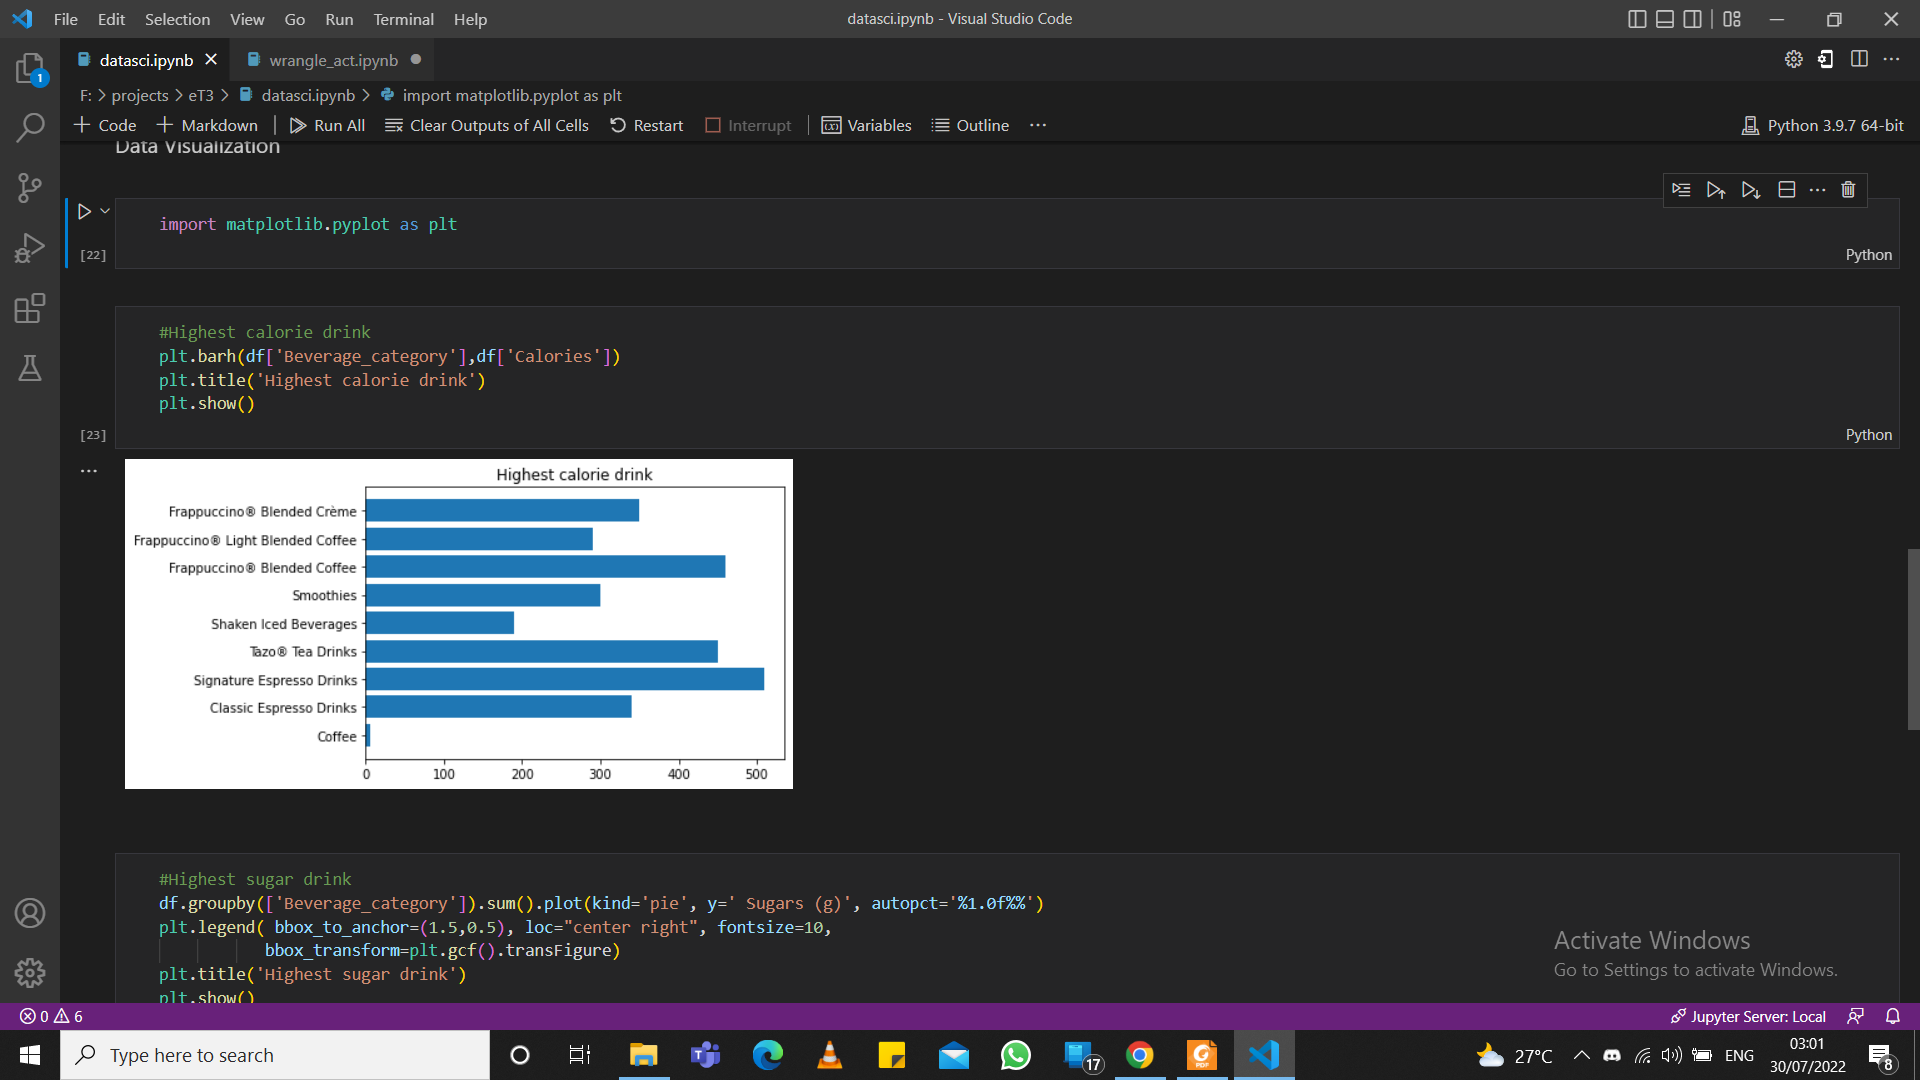 File Edit Selection View Go Run Terminal Help
datasci.ipynb - Visual Studio Code
datasci.ipynb
wrangle_act.ipynb
1
F: > projects > eT3 > datasci.ipynb > import matplotlib.pyplot as plt
+ Code + Markdown Run All Clear Outputs of All Cells Restart Interrupt Variables Outline ...
Python 3.9.7 64-bit
Data Visualization
import matplotlib.pyplot as plt
[22]
Python
#Highest calorie drink
plt.barh(df['Beverage_category'],df['Calories'])
plt.title('Highest calorie drink')
plt.show()
[23]
Python
Highest calorie drink
Frappuccino® Blended Crème
Frappuccino® Light Blended Coffee
Frappuccino® Blended Coffee
Smoothies
Shaken Iced Beverages
Tazo® Tea Drinks
Signature Espresso Drinks
Classic Espresso Drinks
Coffee
0 100 200 300 400 500
#Highest sugar drink
df.groupby(['Beverage_category']).sum().plot(kind='pie', y=' Sugars (g)', autopct='%1.0f%%')
plt.legend( bbox_to_anchor=(1.5,0.5), loc="center right", fontsize=10,
bbox_transform=plt.gcf().transFigure)
plt.title('Highest sugar drink')
plt.show()
Activate Windows
Go to Settings to activate Windows.
0 6
Jupyter Server: Local
Type here to search
17
27°C
ENG
03:01
30/07/2022
8